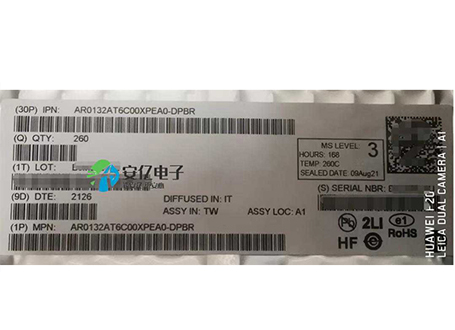 (30P) IPN: AR0132AT6C00XPEA0-DPBR
(Q) QTY: 260
MS LEVEL: 3
HOURS: 168
TEMP: 260C
SEALED DATE: 09Aug21
(1T) LOT:
安亿电子
(S) SERIAL NBR:
(9D) DTE: 2126
DIFFUSED IN: IT
ASSY IN: TW
ASSY LOC: A1
(1P) MPN: AR0132AT6C00XPEA0-DPBR
Pb 2LI e1
HF RoHS
HUAWEI P20
LEICA DUAL CAMERA | AI